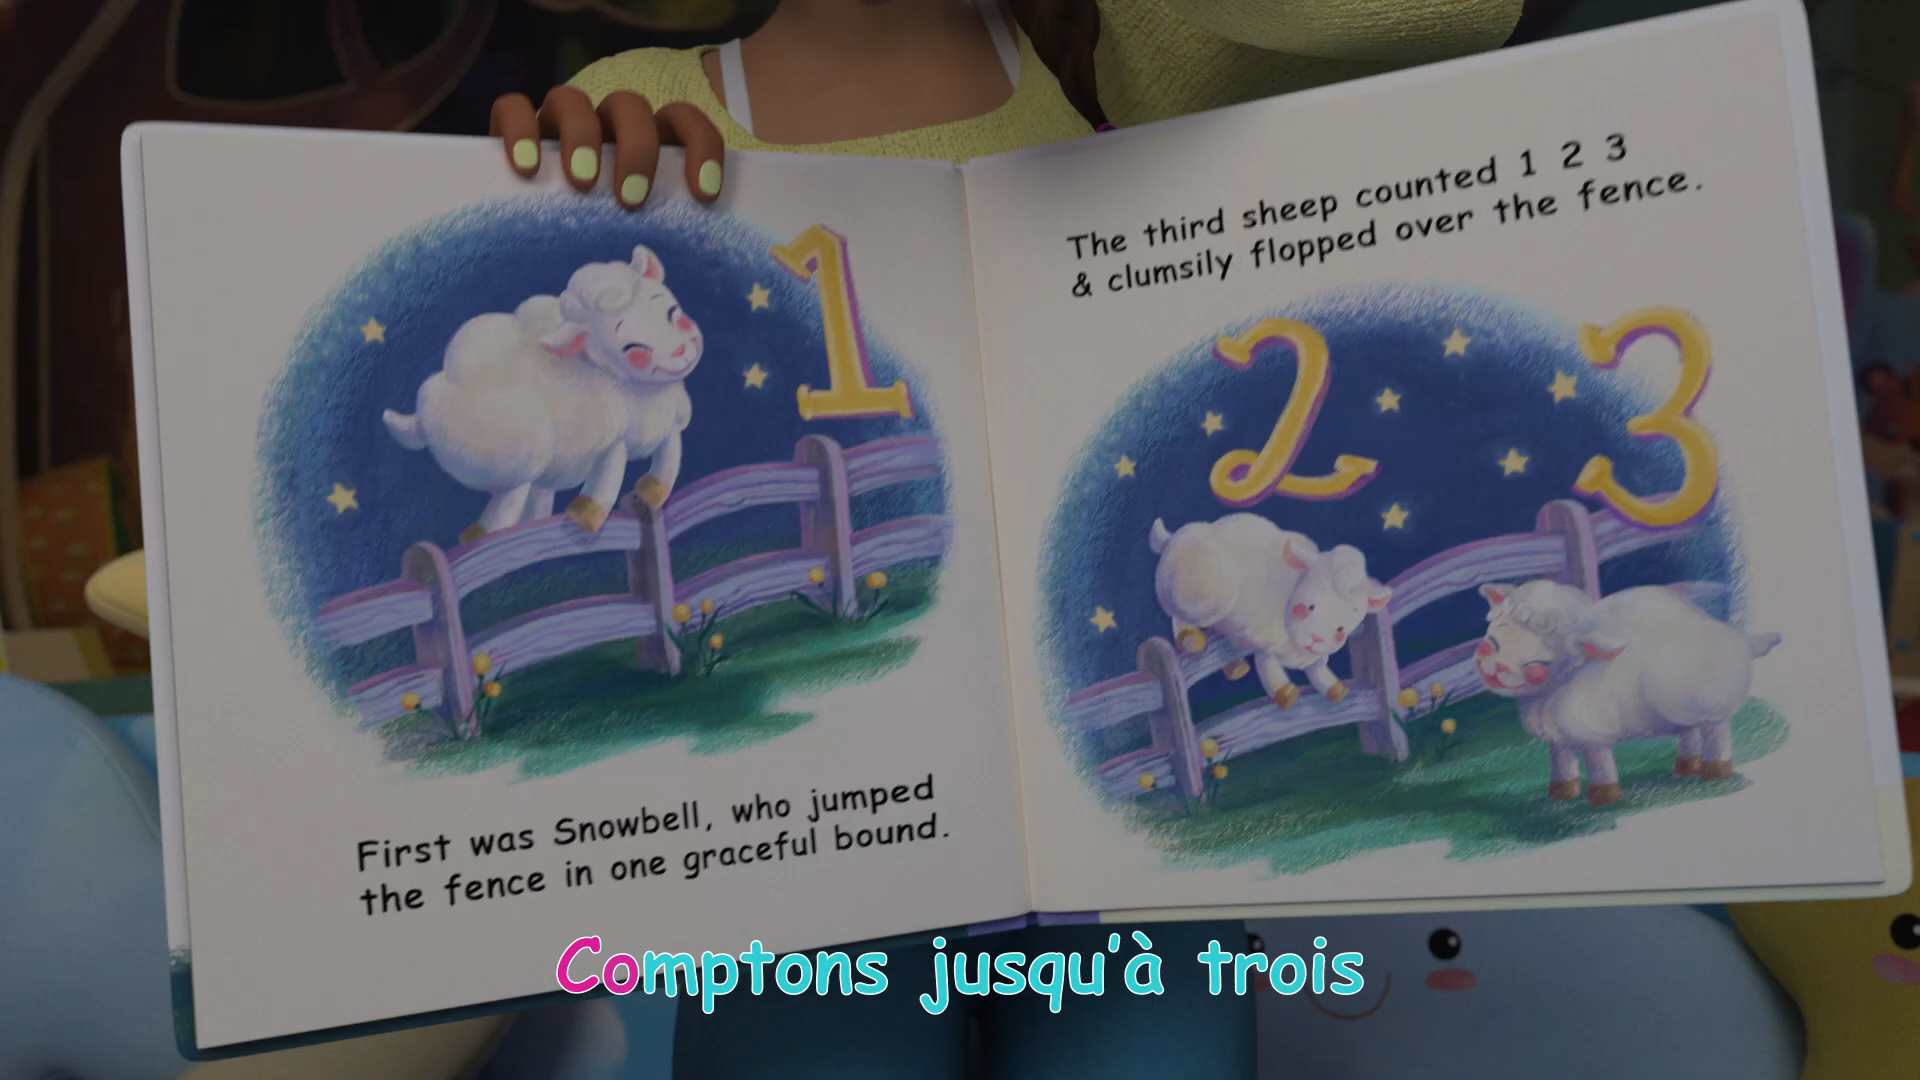 1
First was Snowbell, who jumped
the fence in one graceful bound.
The third sheep counted 1 2 3
& clumsily flopped over the fence.
2 3
Comptons jusqu'à trois